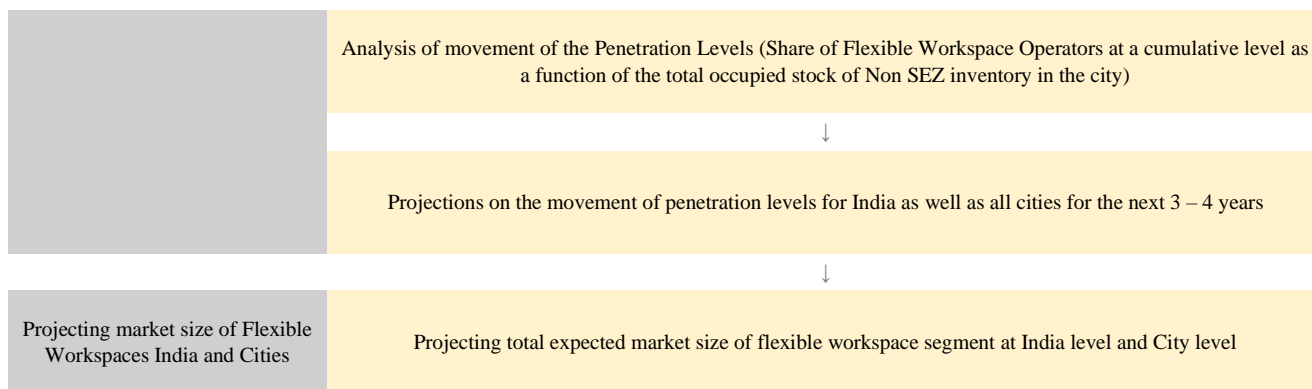 Analysis of movement of the Penetration Levels (Share of Flexible Workspace Operators at a cumulative level as
a function of the total occupied stock of Non SEZ inventory in the city)
↓
Projections on the movement of penetration levels for India as well as all cities for the next 3 – 4 years
↓
Projecting market size of Flexible
Workspaces India and Cities
Projecting total expected market size of flexible workspace segment at India level and City level